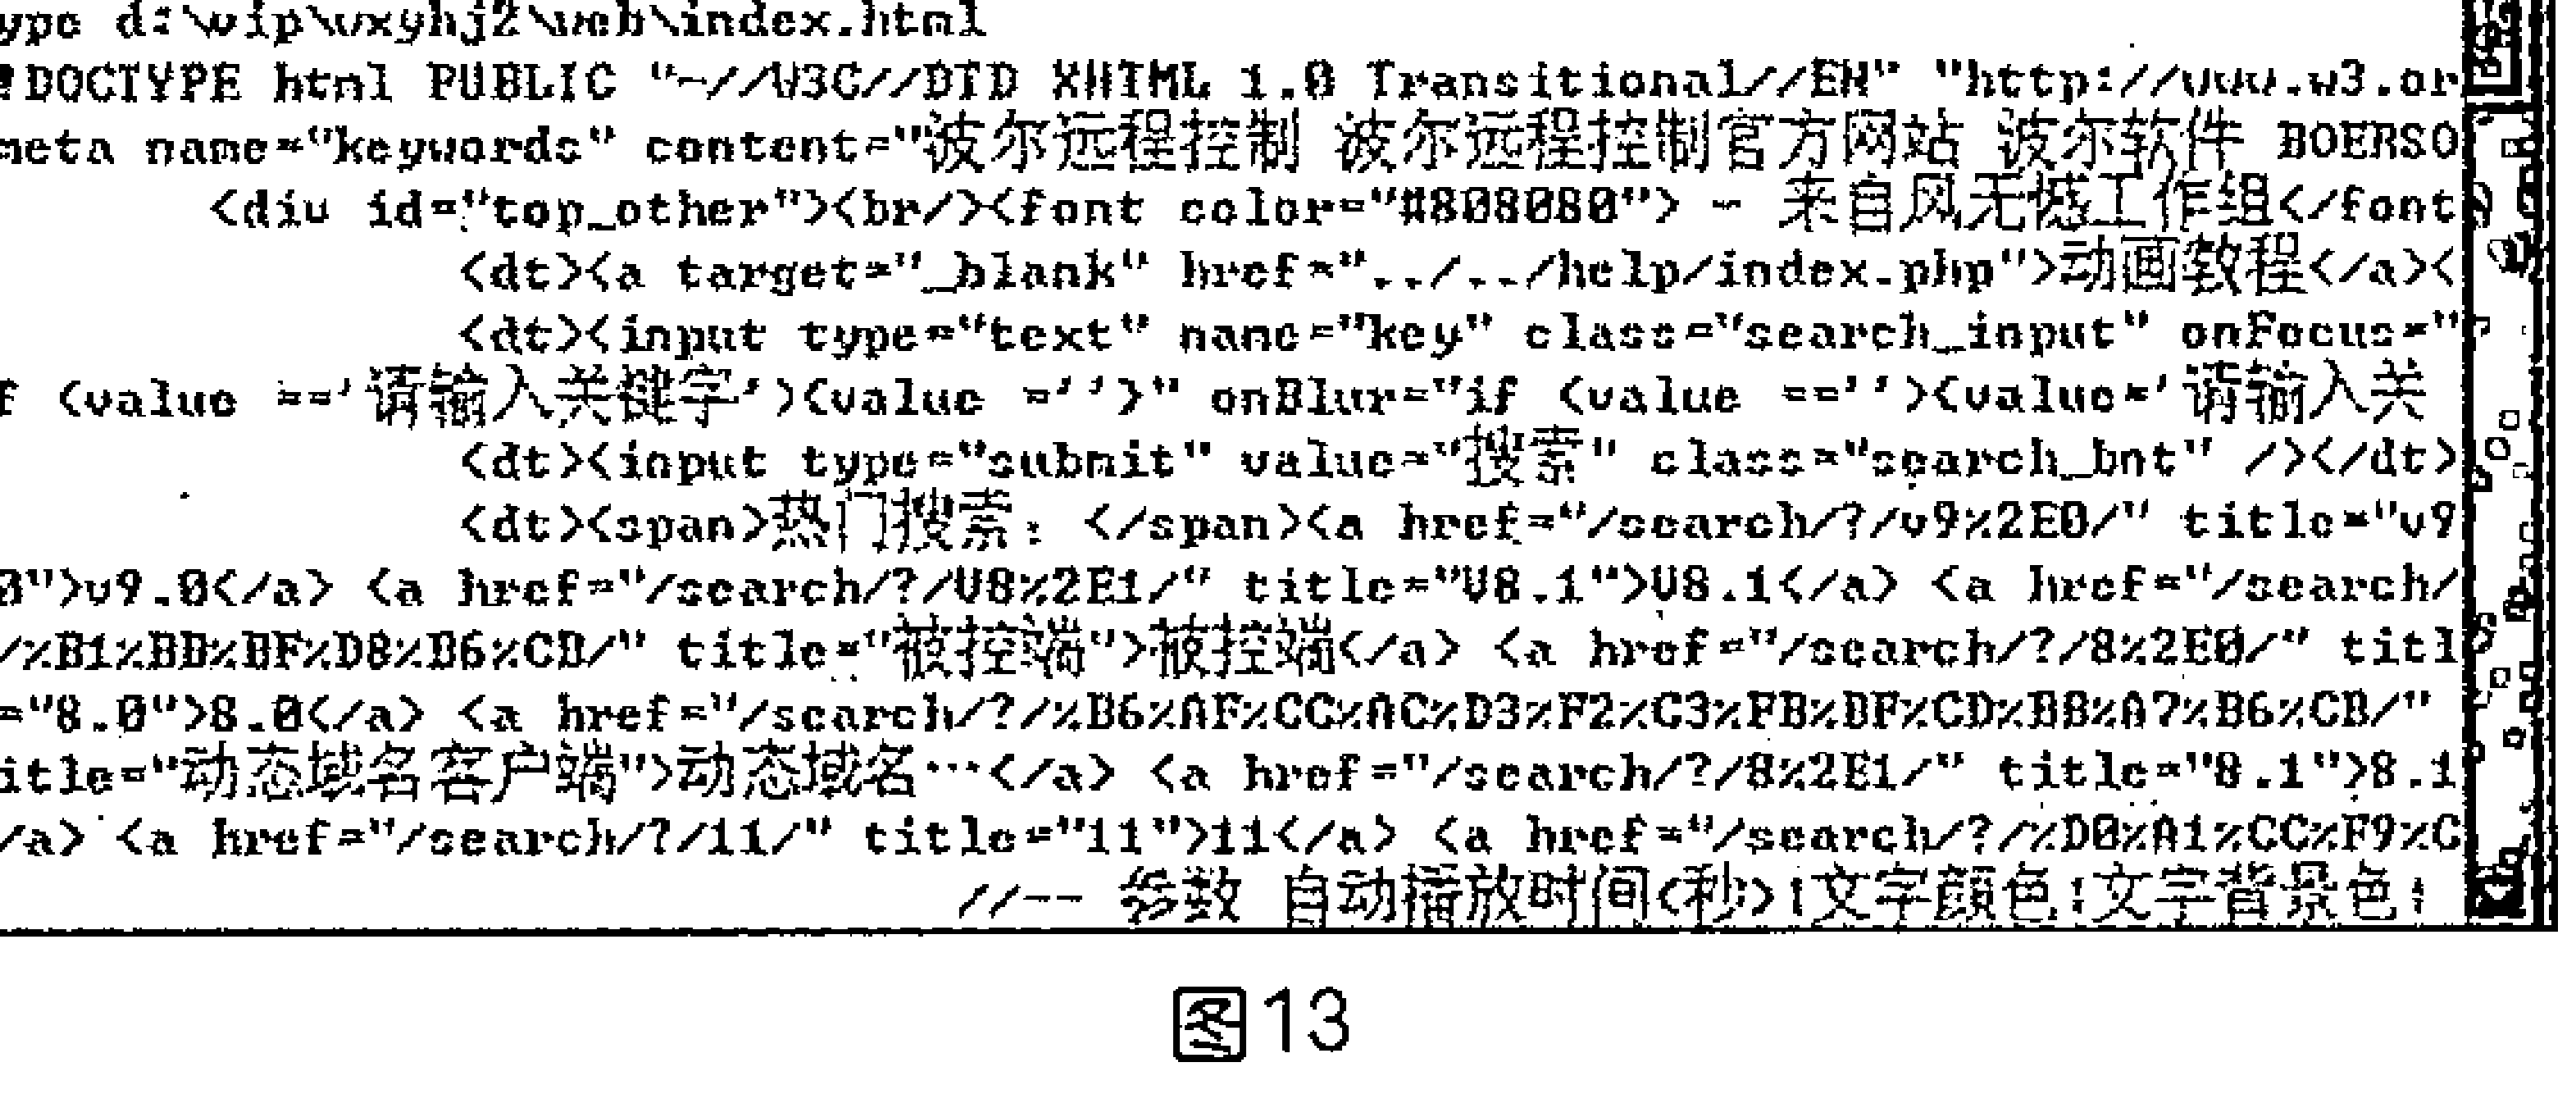 ype d:\vip\vxyhj2\web\index.html
!DOCTYPE html PUBLIC "-//W3C//DTD XHTML 1.0 Transitional//EN" "http://www.w3.or
meta name="keywords" content="波尔远程控制 波尔远程控制官方网站 波尔软件 BOERSO
<div id="top_other"><br/><font color="#808080"> - 来自风无憾工作组</font
<dt><a target="_blank" href="../../help/index.php">动画教程</a><
<dt><input type="text" name="key" class="search_input" onFocus="
f (value =='请输入关键字'){value =''}" onBlur="if (value ==''){value='请输入关
<dt><input type="submit" value="搜索" class="search_bnt" /></dt>
<dt><span>热门搜索：</span><a href="/search/?/v9%2E0/" title="v9
0">v9.0</a> <a href="/search/?/V8%2E1/" title="V8.1">V8.1</a> <a href="/search/
/%B1%BB%BF%D8%B6%CB/" title="被控端">被控端</a> <a href="/search/?/8%2E0/" titl
="8.0">8.0</a> <a href="/search/?/%B6%AF%CC%AC%D3%F2%C3%FB%BF%CD%BB%A7%B6%CB/"
itle="动态域名客户端">动态域名…</a> <a href="/search/?/8%2E1/" title="8.1">8.1
/a> <a href="/search/?/11/" title="11">11</a> <a href="/search/?/%D0%A1%CC%F9%C
//-- 参数 自动播放时间(秒)|文字颜色|文字背景色|
图13